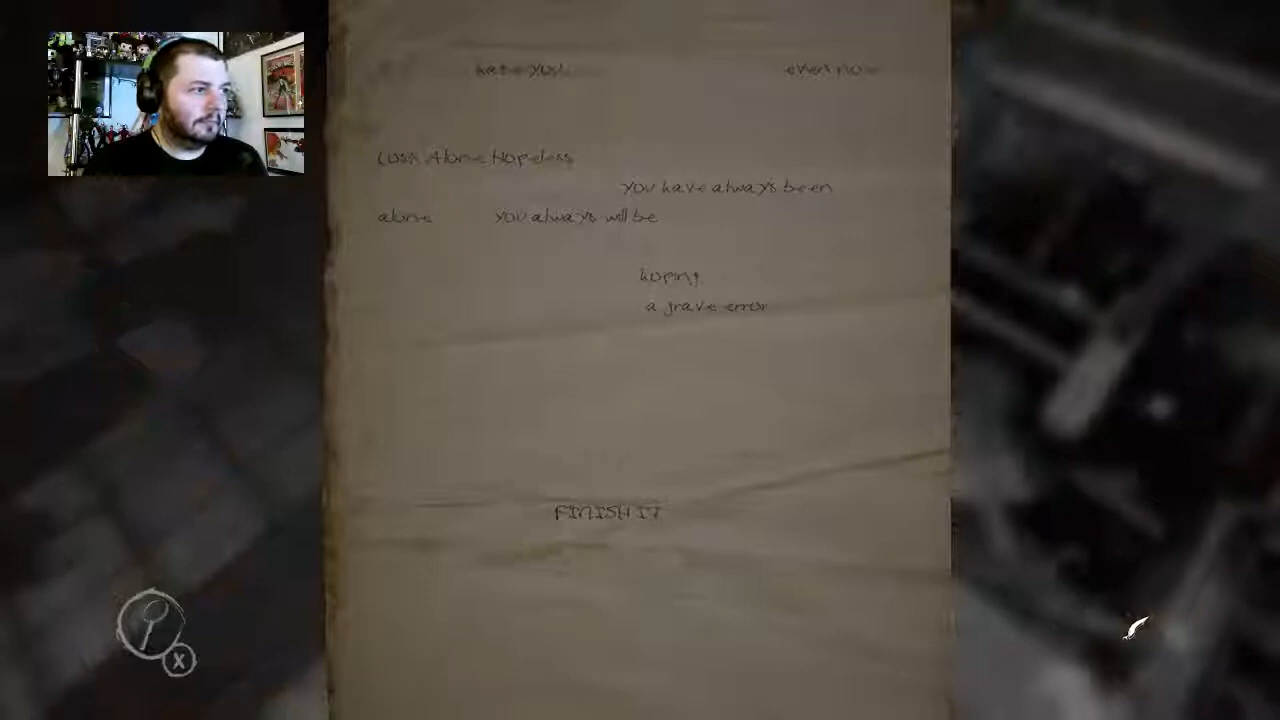 hate you. even now
Lost. Alone. Hopeless
you have always been
alone you always will be
hoping
a grave error
FINISH IT
X